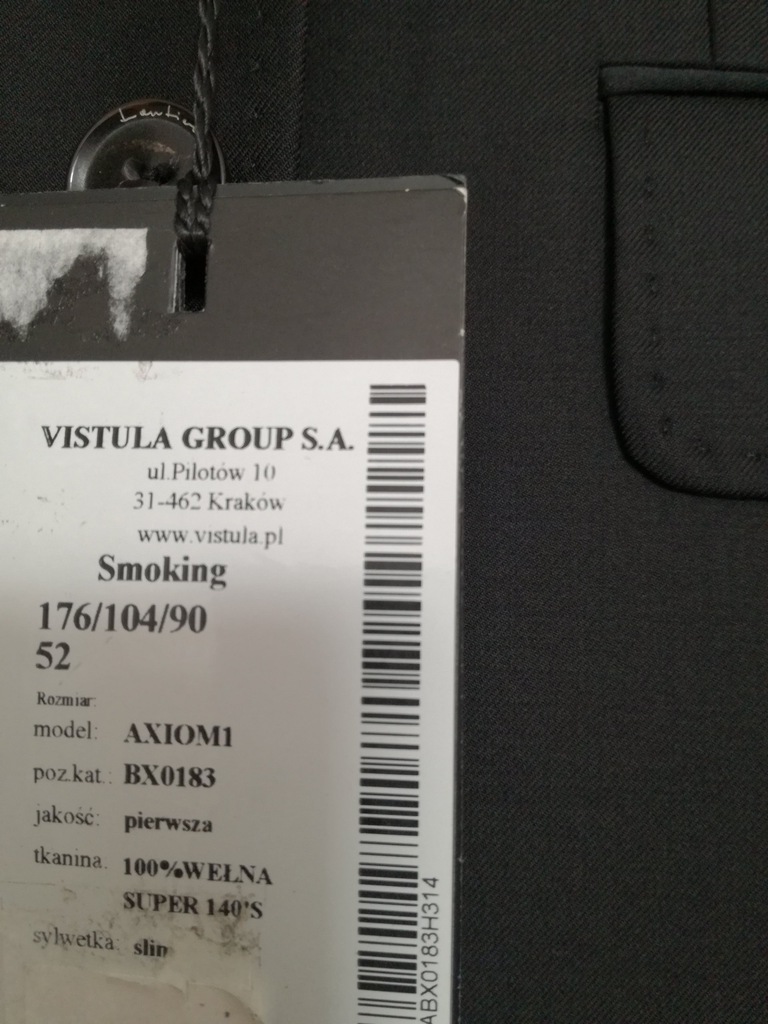 VISTULA GROUP S.A.
ul.Pilotów 10
31-462 Kraków
www.vistula.pl
Smoking
176/104/90
52
Rozmiar:
model: AXIOM1
poz.kat.: BX0183
jakość: pierwsza
tkanina: 100%WEŁNA
SUPER 140'S
sylwetka: slim
ABX0183H314